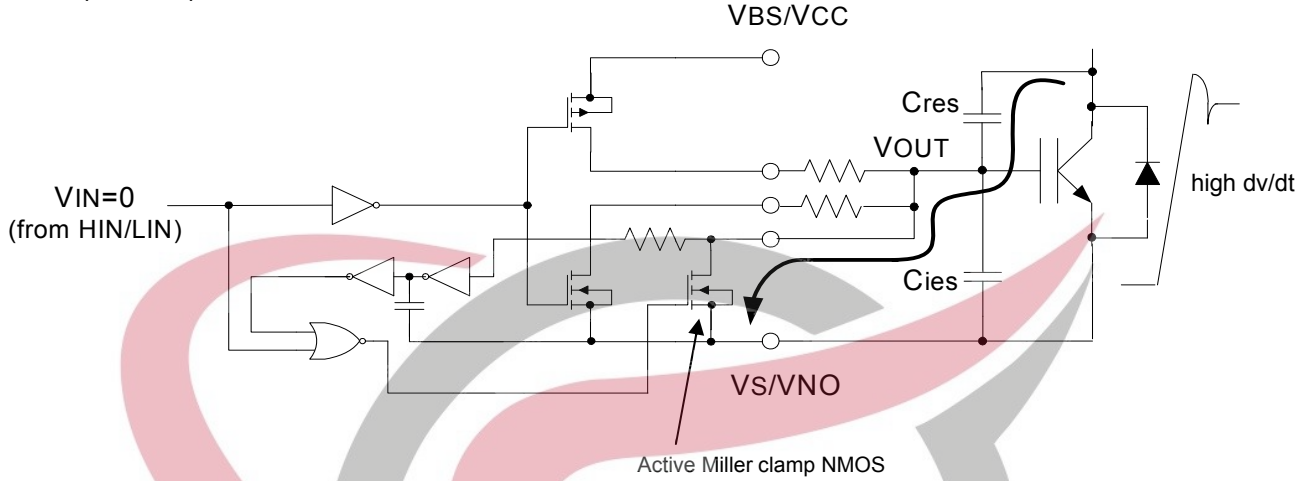 VBS/VCC
Cres
VOUT
VIN=0
(from HIN/LIN)
high dv/dt
Cies
VS/VNO
Active Miller clamp NMOS